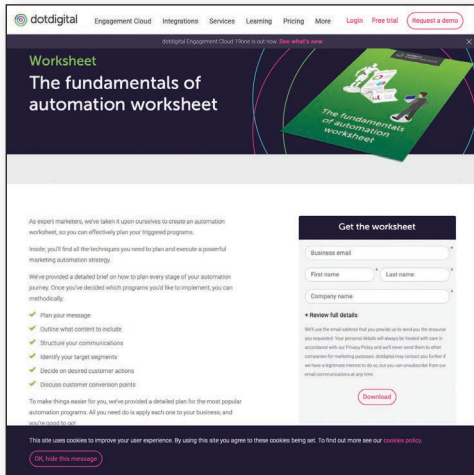 dotdigital
Engagement Cloud Integrations Services Learning Pricing More Login Free trial Request a demo
dotdigital Engagement Cloud 19one is out now. See what's new X
Worksheet
The fundamentals of
automation worksheet
The fundamentals
of automation
worksheet
As expert marketers, we've taken it upon ourselves to create an automation
worksheet, so you can effectively plan your triggered programs.
Inside, you'll find all the techniques you need to plan and execute a powerful
marketing automation strategy.
We've provided a detailed brief on how to plan every stage of your automation
journey. Once you've decided which programs you'd like to implement, you can
methodically:
Plan your message
Outline what content to include
Structure your communications
Identify your target segments
Decide on desired customer actions
Discuss customer conversion points
To make things easier for you, we've provided a detailed plan for the most popular
automation programs. All you need do is apply each one to your business, and
you're good to go!
Get the worksheet
Business email *
First name * Last name *
Company name *
+ Review full details
We'll use the email address that you provide us to send you the resource
you requested. Your personal details will always be treated with care in
accordance with our Privacy Policy and we'll never send them to other
companies for marketing purposes. dotdigital may contact you further if
we have a legitimate interest to do so, but you can unsubscribe from our
email communications at any time.
Download
This site uses cookies to improve your user experience. By using this site you agree to these cookies being set. To find out more see our cookies policy.
OK, hide this message